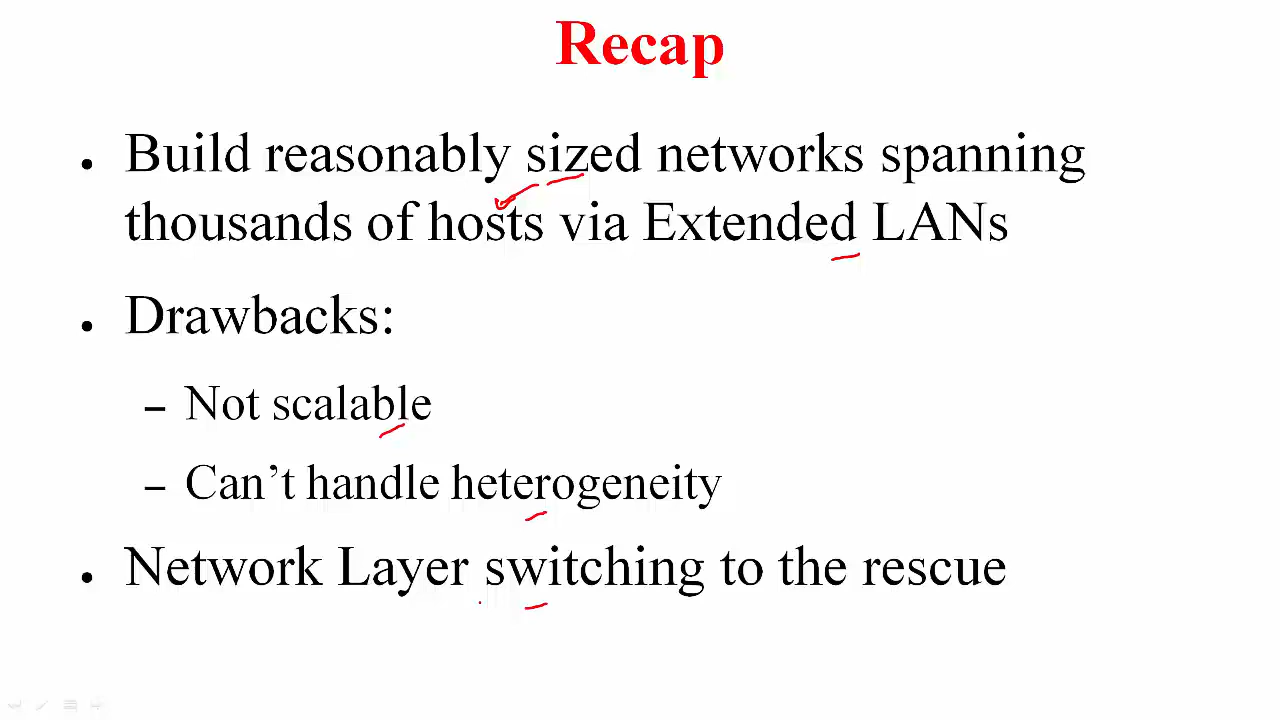 Recap
• Build reasonably sized networks spanning
thousands of hosts via Extended LANs
• Drawbacks:
– Not scalable
– Can’t handle heterogeneity
• Network Layer switching to the rescue